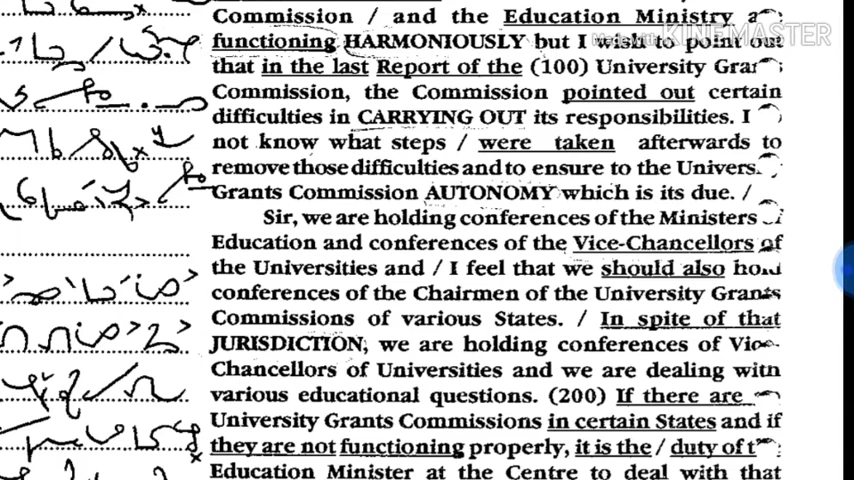 Commission / and the Education Ministry
functioning HARMONIOUSLY but I wish to point out
Made with KINEMASTER
that in the last Report of the (100) University
Commission, the Commission pointed out certain
difficulties in CARRYING OUT its responsibilities. I
not know what steps / were taken afterwards to
remove those difficulties and to ensure to the
Grants Commission AUTONOMY which is its due. /
Sir, we are holding conferences of the Ministers
Education and conferences of the Vice-Chancellors of
the Universities and / I feel that we should also hold
conferences of the Chairmen of the University Grants
Commissions of various States. / In spite of that
JURISDICTION, we are holding conferences of Vice-
Chancellors of Universities and we are dealing with
various educational questions. (200) If there are
University Grants Commissions in certain States and if
they are not functioning properly, it is the / duty of
Education Minister at the Centre to deal with that